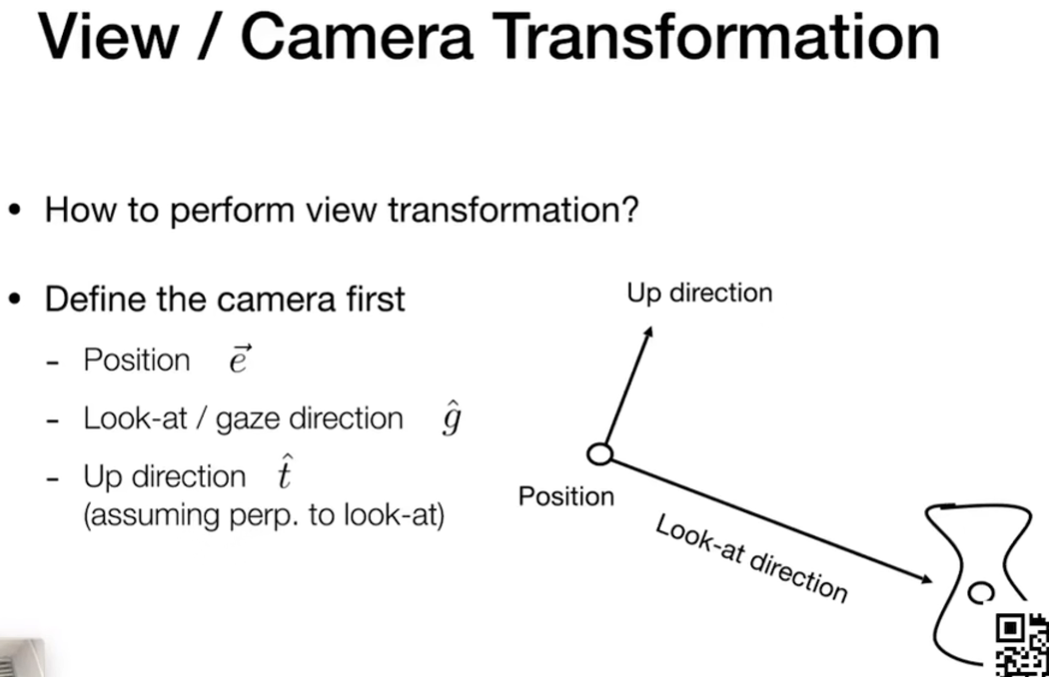 View / Camera Transformation
• How to perform view transformation?
• Define the camera first
- Position $\vec{e}$
- Look-at / gaze direction $\hat{g}$
- Up direction $\hat{t}$
(assuming perp. to look-at)
Up direction
Position
Look-at direction